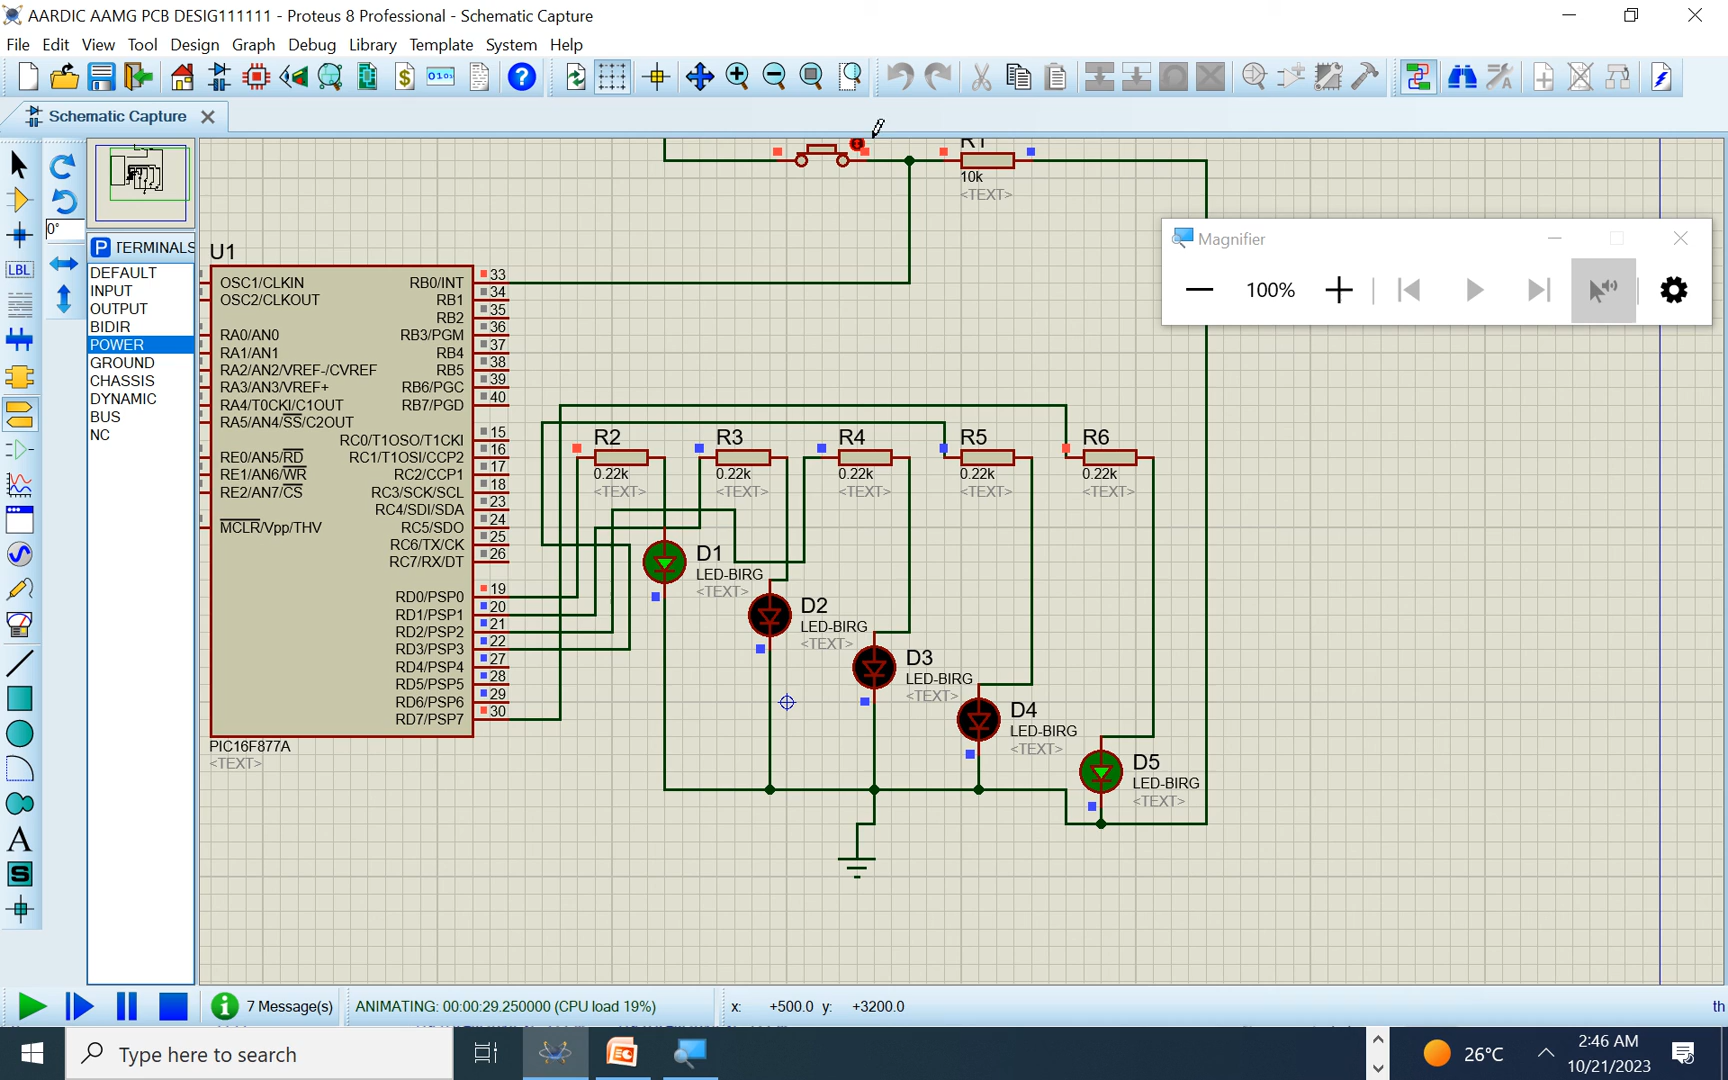 AARDIC AAMG PCB DESIG111111 - Proteus 8 Professional - Schematic Capture
File Edit View Tool Design Graph Debug Library Template System Help
Schematic Capture
0°
P TERMINALS
DEFAULT
INPUT
OUTPUT
BIDIR
POWER
GROUND
CHASSIS
DYNAMIC
BUS
NC
LBL
A
S
R1
10k
<TEXT>
Magnifier
100%
U1
OSC1/CLKIN
OSC2/CLKOUT
RA0/AN0
RA1/AN1
RA2/AN2/VREF-/CVREF
RA3/AN3/VREF+
RA4/T0CKI/C1OUT
RA5/AN4/SS/C2OUT
RE0/AN5/RD
RE1/AN6/WR
RE2/AN7/CS
MCLR/Vpp/THV
RB0/INT 33
RB1 34
RB2 35
RB3/PGM 36
RB4 37
RB5 38
RB6/PGC 39
RB7/PGD 40
RC0/T1OSO/T1CKI 15
RC1/T1OSI/CCP2 16
RC2/CCP1 17
RC3/SCK/SCL 18
RC4/SDI/SDA 23
RC5/SDO 24
RC6/TX/CK 25
RC7/RX/DT 26
RD0/PSP0 19
RD1/PSP1 20
RD2/PSP2 21
RD3/PSP3 22
RD4/PSP4 27
RD5/PSP5 28
RD6/PSP6 29
RD7/PSP7 30
PIC16F877A
<TEXT>
R2
0.22k
<TEXT>
R3
0.22k
<TEXT>
R4
0.22k
<TEXT>
R5
0.22k
<TEXT>
R6
0.22k
<TEXT>
D1
LED-BIRG
<TEXT>
D2
LED-BIRG
<TEXT>
D3
LED-BIRG
<TEXT>
D4
LED-BIRG
<TEXT>
D5
LED-BIRG
<TEXT>
7 Message(s) ANIMATING: 00:00:29.250000 (CPU load 19%) x: +500.0 y: +3200.0 th
Type here to search
26°C
2:46 AM
10/21/2023